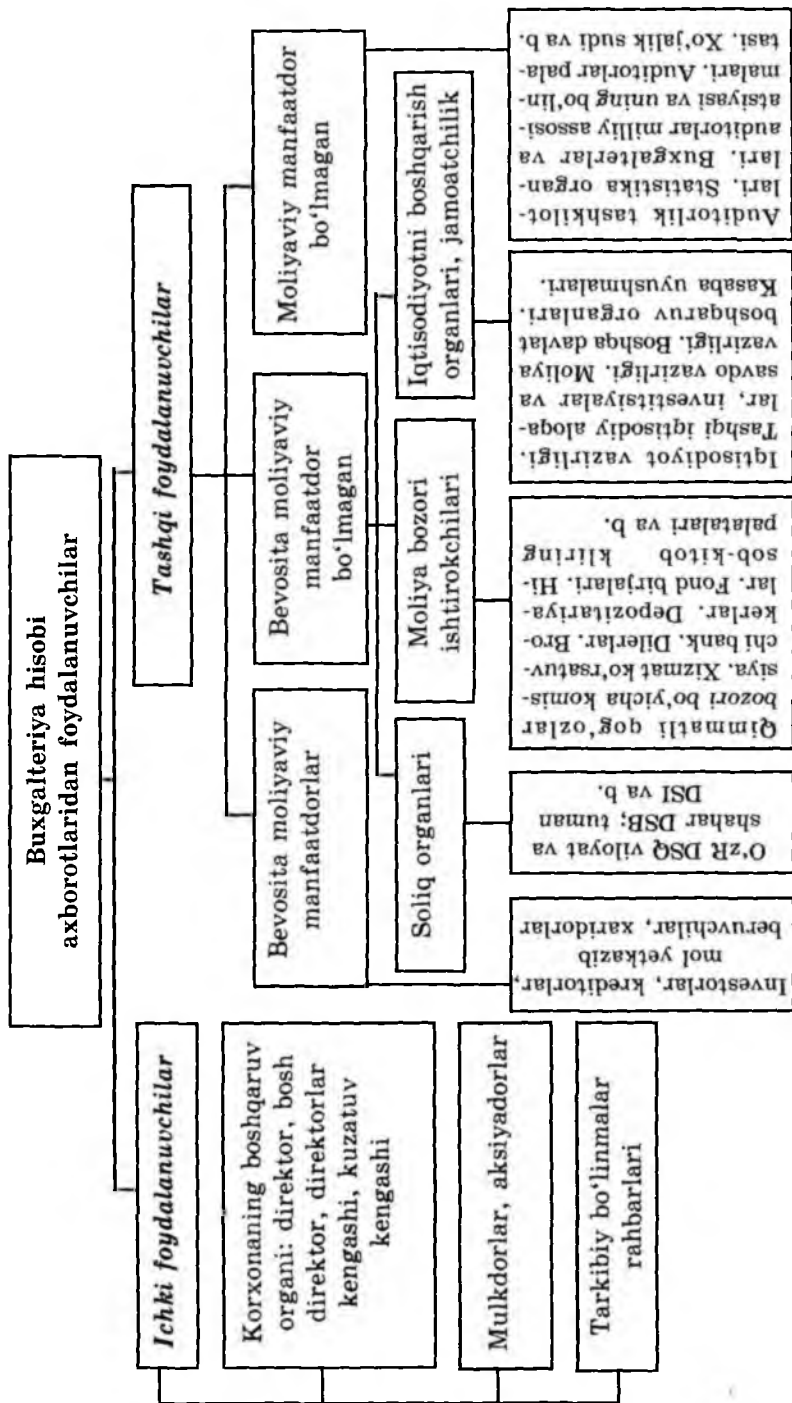 Buxgalteriya hisobi
axborotlaridan foydalanuvchilar
Ichki foydalanuvchilar
Korxonaning boshqaruv
organi: direktor, bosh
direktor, direktorlar
kengashi, kuzatuv
kengashi
Mulkdorlar, aksiyadorlar
Tarkibiy bo‘linmalar
rahbarlari
Tashqi foydalanuvchilar
Bevosita moliyaviy
manfaatdorlar
Bevosita moliyaviy
manfaatdor
bo‘lmagan
Moliyaviy manfaatdor
bo‘lmagan
Soliq organlari
Moliya bozori
ishtirokchilari
Iqtisodiyotni boshqarish
organlari, jamoatchilik
Investorlar, kreditorlar,
mol yetkazib
beruvchilar, xaridorlar
O‘zR DSQ viloyat va
shahar DSB; tuman
DSI va b.
Qimmatli qog‘ozlar
bozori bo‘yicha komis-
siya. Xizmat ko‘rsatuv-
chi bank. Dilerlar. Bro-
kerlar. Depozitariya-
lar. Fond birjalari. Hi-
sob-kitob kliring
palatalari va b.
Iqtisodiyot vazirligi.
Tashqi iqtisodiy aloqa-
lar, investitsiyalar va
savdo vazirligi. Moliya
vazirligi. Boshqa davlat
boshqaruv organlari.
Kasaba uyushmalari.
Auditorlik tashkilot-
lari. Statistika organ-
lari. Buxgalterlar va
auditorlar milliy assosi-
atsiyasi va uning bo‘lin-
malari. Auditorlar pala-
tasi. Xo‘jalik sudi va b.